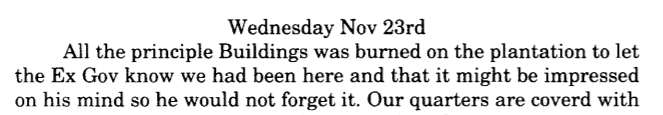 Wednesday Nov 23rd
All the principle Buildings was burned on the plantation to let
the Ex Gov know we had been here and that it might be impressed
on his mind so he would not forget it. Our quarters are coverd with